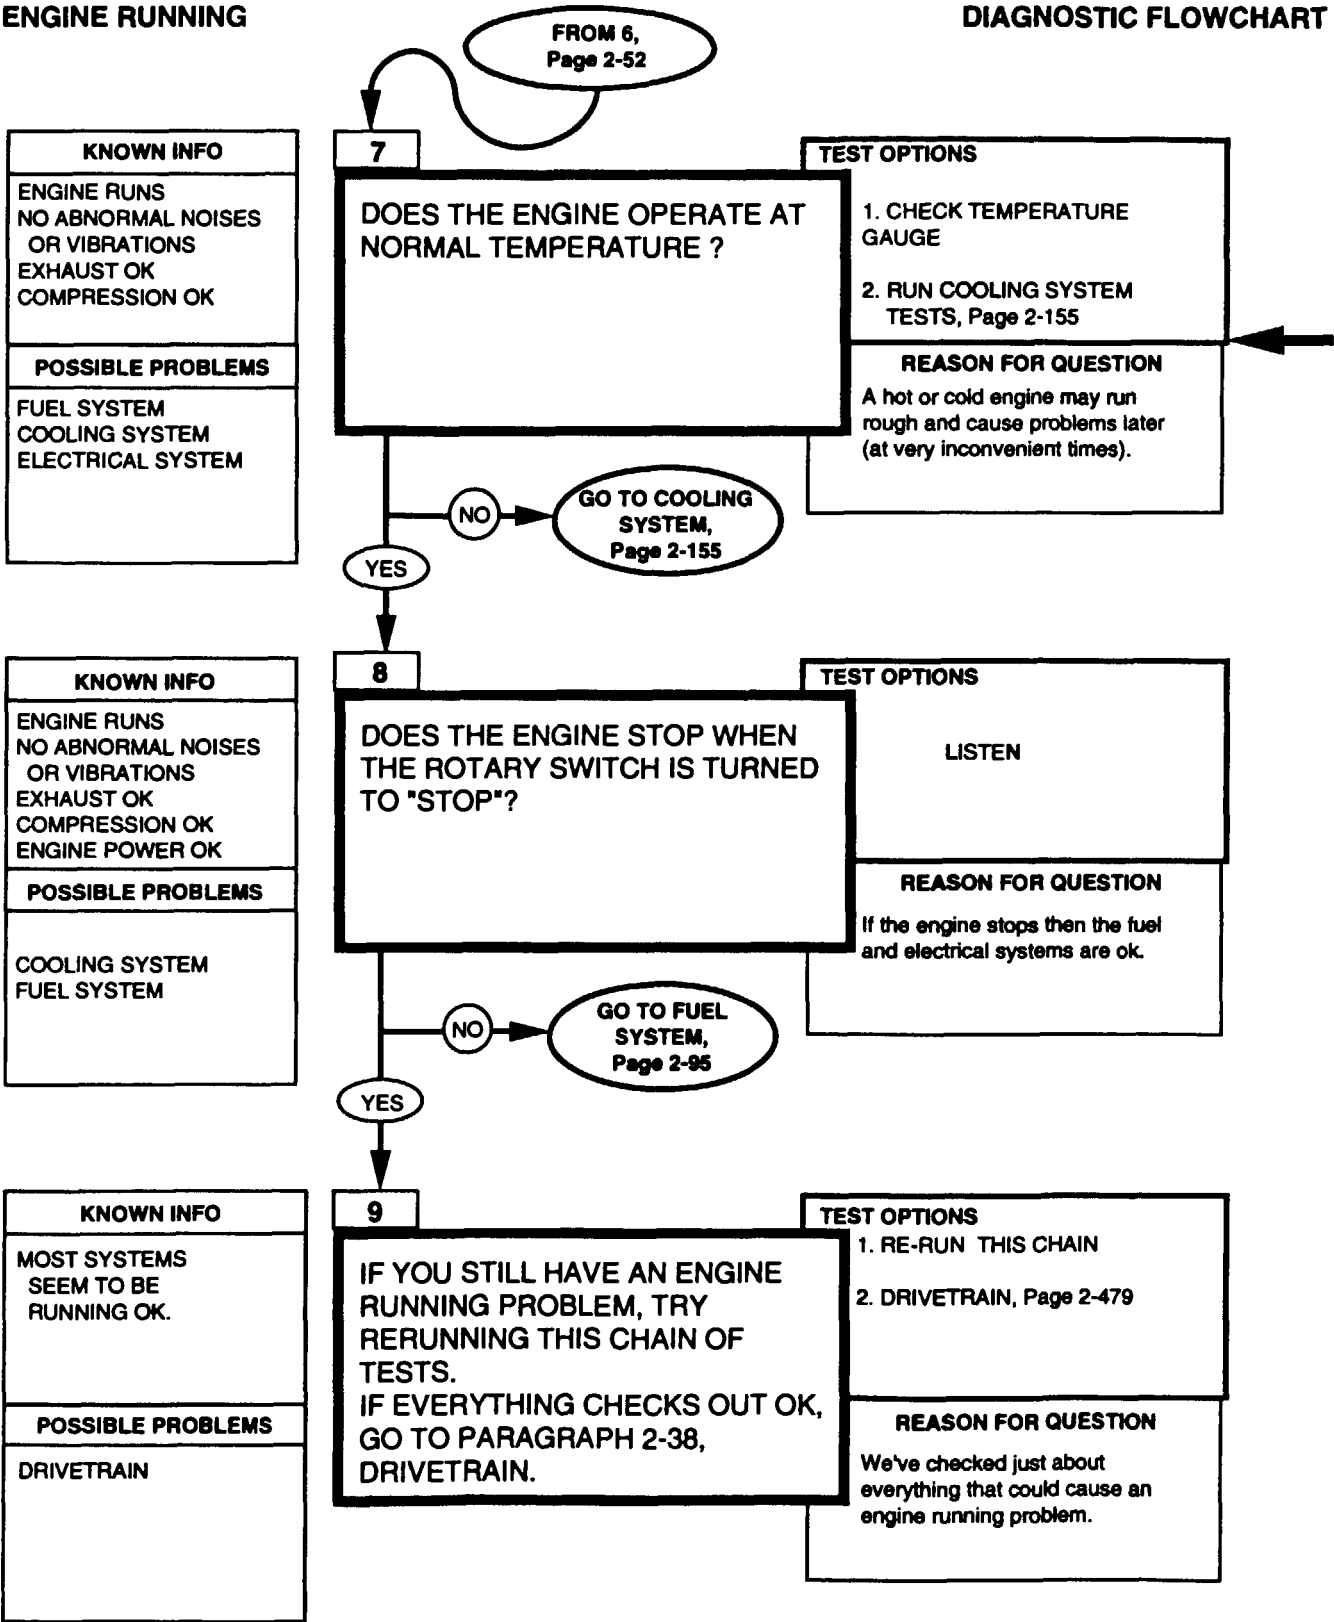 ENGINE RUNNING
DIAGNOSTIC FLOWCHART
FROM 6,
Page 2-52
KNOWN INFO
ENGINE RUNS
NO ABNORMAL NOISES
OR VIBRATIONS
EXHAUST OK
COMPRESSION OK
POSSIBLE PROBLEMS
FUEL SYSTEM
COOLING SYSTEM
ELECTRICAL SYSTEM
7
DOES THE ENGINE OPERATE AT
NORMAL TEMPERATURE ?
TEST OPTIONS
1. CHECK TEMPERATURE
GAUGE
2. RUN COOLING SYSTEM
TESTS, Page 2-155
REASON FOR QUESTION
A hot or cold engine may run
rough and cause problems later
(at very inconvenient times).
NO
GO TO COOLING
SYSTEM,
Page 2-155
YES
KNOWN INFO
ENGINE RUNS
NO ABNORMAL NOISES
OR VIBRATIONS
EXHAUST OK
COMPRESSION OK
ENGINE POWER OK
POSSIBLE PROBLEMS
COOLING SYSTEM
FUEL SYSTEM
8
DOES THE ENGINE STOP WHEN
THE ROTARY SWITCH IS TURNED
TO "STOP"?
TEST OPTIONS
LISTEN
REASON FOR QUESTION
If the engine stops then the fuel
and electrical systems are ok.
NO
GO TO FUEL
SYSTEM,
Page 2-95
YES
KNOWN INFO
MOST SYSTEMS
SEEM TO BE
RUNNING OK.
POSSIBLE PROBLEMS
DRIVETRAIN
9
IF YOU STILL HAVE AN ENGINE
RUNNING PROBLEM, TRY
RERUNNING THIS CHAIN OF
TESTS.
IF EVERYTHING CHECKS OUT OK,
GO TO PARAGRAPH 2-38,
DRIVETRAIN.
TEST OPTIONS
1. RE-RUN THIS CHAIN
2. DRIVETRAIN, Page 2-479
REASON FOR QUESTION
We've checked just about
everything that could cause an
engine running problem.